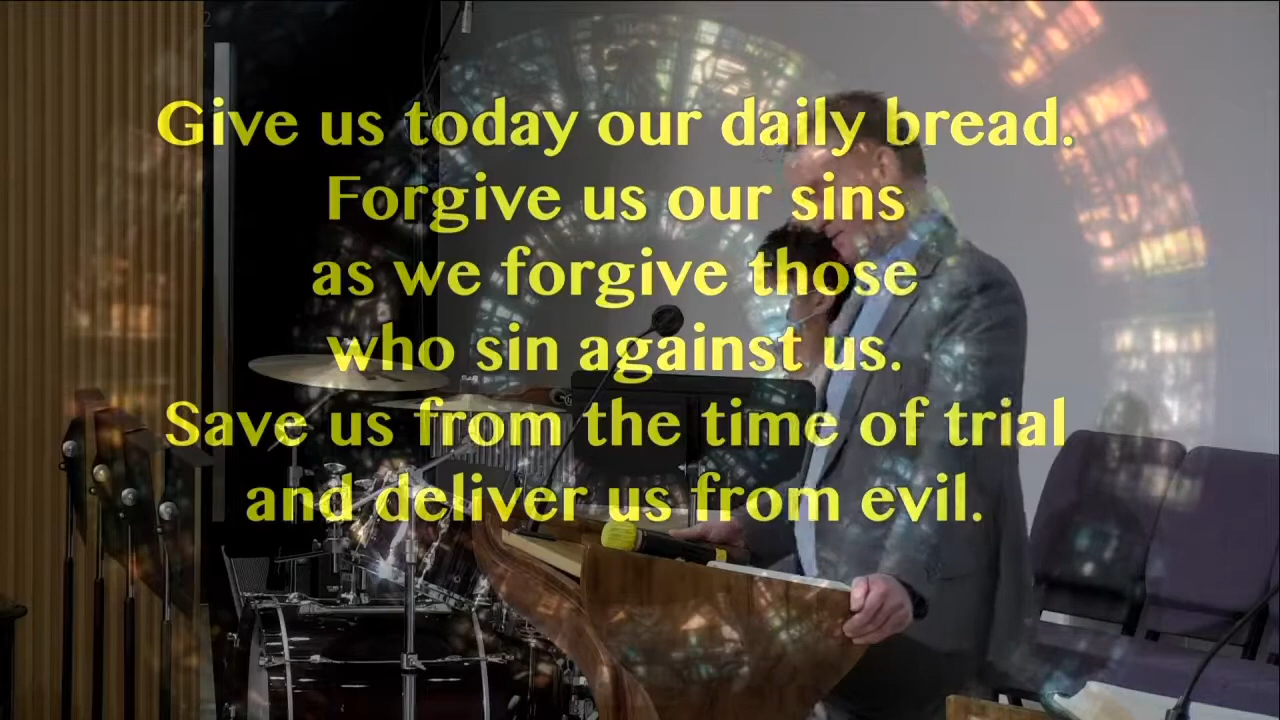 Give us today our daily bread.
Forgive us our sins
as we forgive those
who sin against us.
Save us from the time of trial
and deliver us from evil.